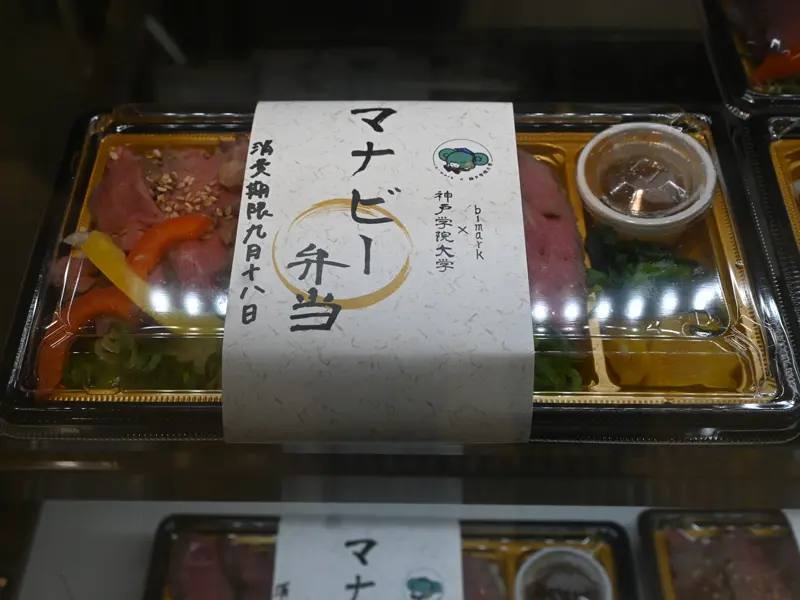 bimark
×
神戸学院大学
マナビー
弁当
消費期限九月十八日
マナ